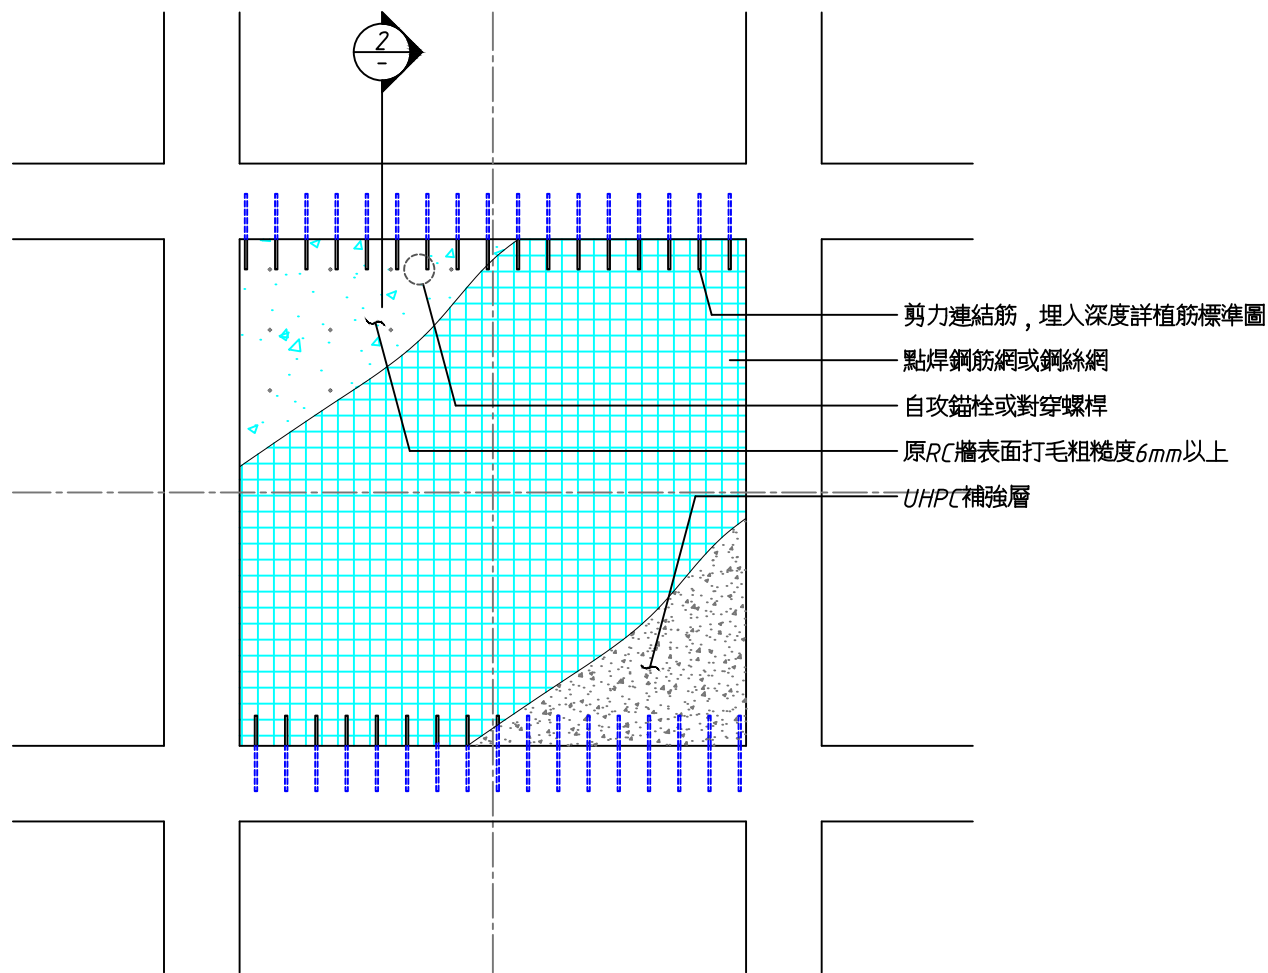 2
-
剪力連結筋,埋入深度詳植筋標準圖
點焊鋼筋網或鋼絲網
自攻錨栓或對穿螺桿
原RC牆表面打毛粗糙度6mm以上
UHPC補強層